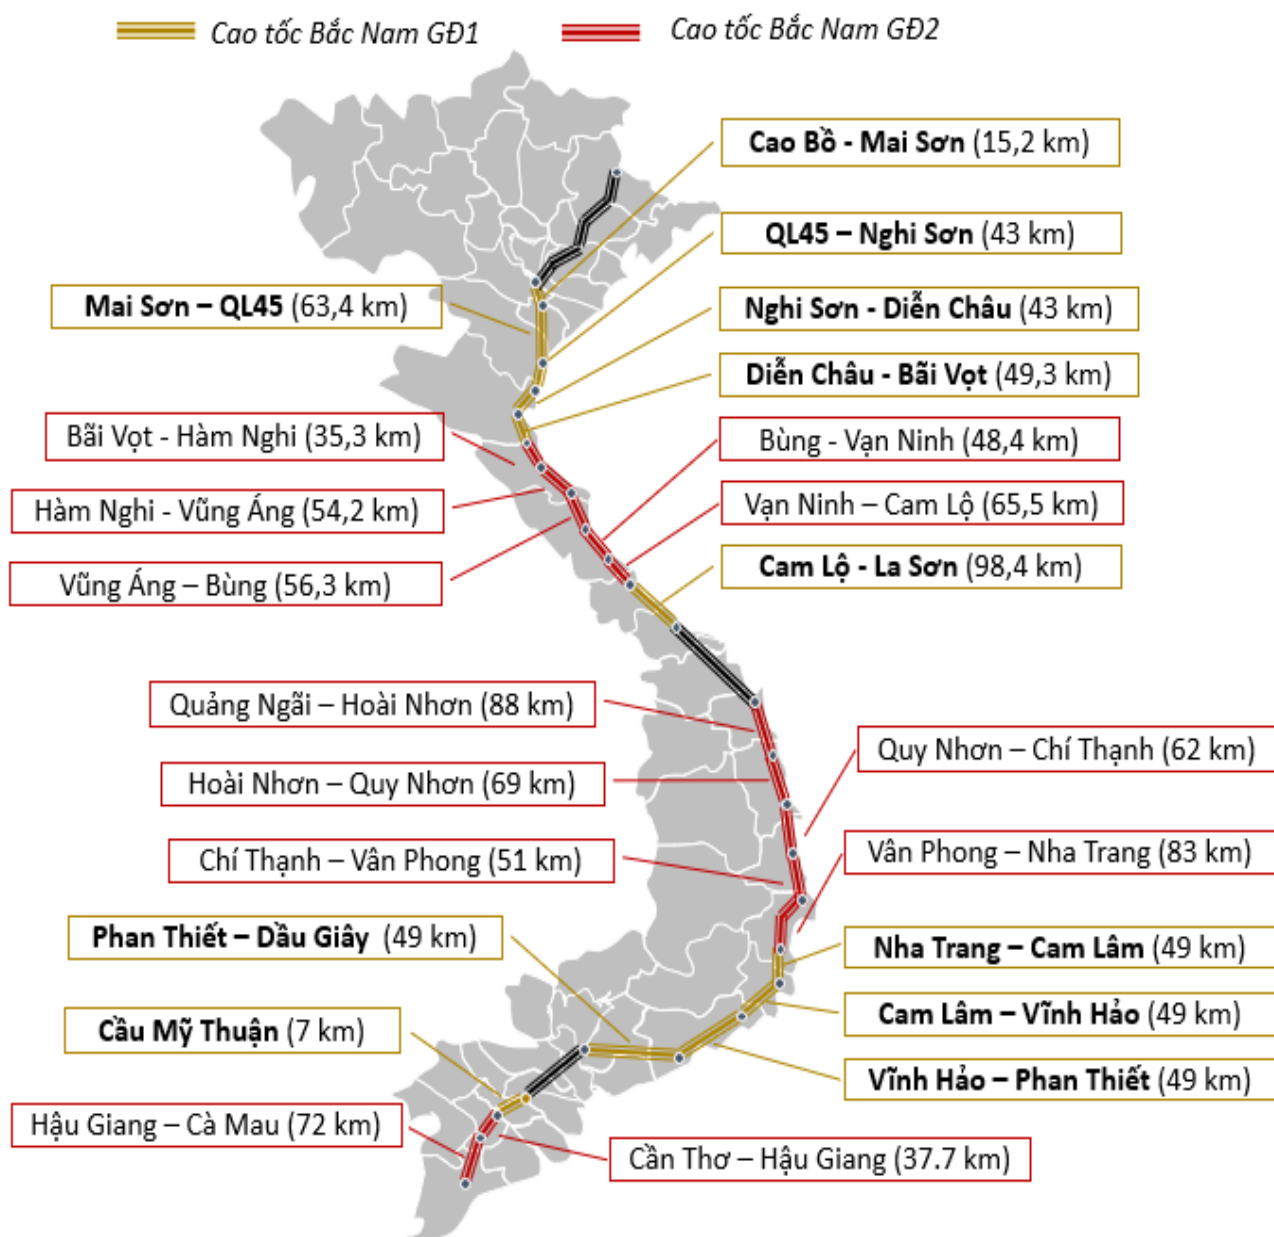 Cao tốc Bắc Nam GĐ1
Cao tốc Bắc Nam GĐ2
Cao Bồ - Mai Sơn (15,2 km)
QL45 – Nghi Sơn (43 km)
Mai Sơn – QL45 (63,4 km)
Nghi Sơn - Diễn Châu (43 km)
Diễn Châu - Bãi Vọt (49,3 km)
Bãi Vọt - Hàm Nghi (35,3 km)
Bùng - Vạn Ninh (48,4 km)
Hàm Nghi - Vũng Áng (54,2 km)
Vạn Ninh – Cam Lộ (65,5 km)
Cam Lộ - La Sơn (98,4 km)
Vũng Áng – Bùng (56,3 km)
Quảng Ngãi – Hoài Nhơn (88 km)
Quy Nhơn – Chí Thạnh (62 km)
Hoài Nhơn – Quy Nhơn (69 km)
Chí Thạnh – Vân Phong (51 km)
Vân Phong – Nha Trang (83 km)
Phan Thiết – Dầu Giây (49 km)
Nha Trang – Cam Lâm (49 km)
Cam Lâm – Vĩnh Hảo (49 km)
Cầu Mỹ Thuận (7 km)
Vĩnh Hảo – Phan Thiết (49 km)
Hậu Giang – Cà Mau (72 km)
Cần Thơ – Hậu Giang (37.7 km)